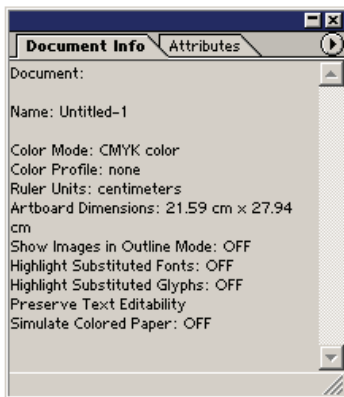 Document Info Attributes
Document:
Name: Untitled-1
Color Mode: CMYK color
Color Profile: none
Ruler Units: centimeters
Artboard Dimensions: 21.59 cm x 27.94
cm
Show Images in Outline Mode: OFF
Highlight Substituted Fonts: OFF
Highlight Substituted Glyphs: OFF
Preserve Text Editability
Simulate Colored Paper: OFF